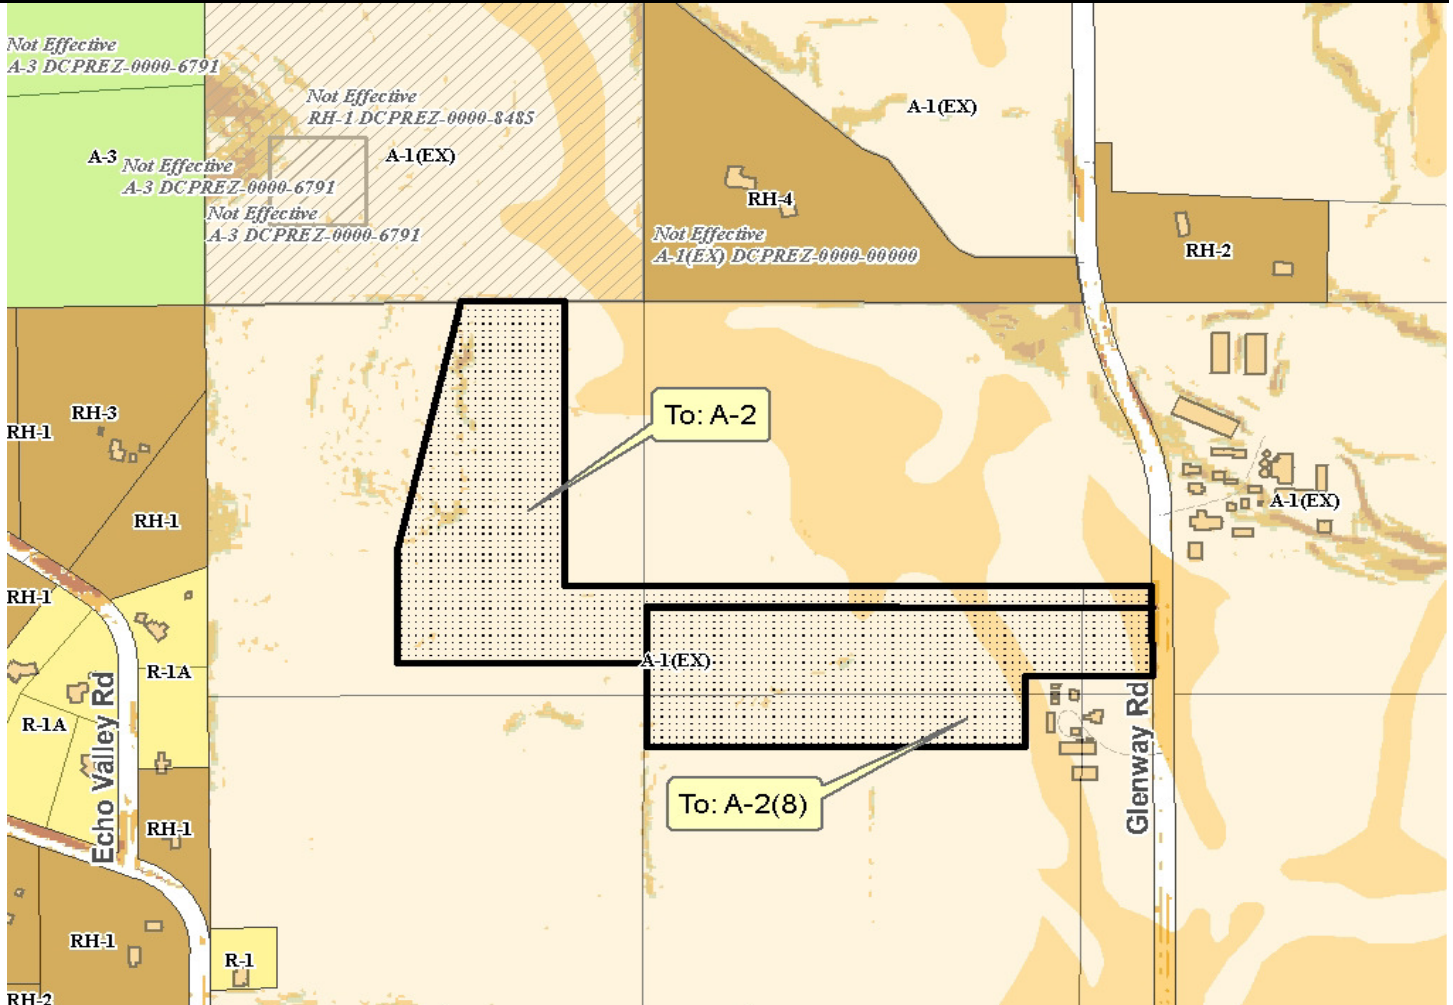 Not Effective
A-3 DCPREZ-0000-6791
Not Effective
RH-1 DCPREZ-0000-8485
A-1(EX)
A-3
Not Effective
A-3 DCPREZ-0000-6791
A-1(EX)
Not Effective
A-3 DCPREZ-0000-6791
RH-4
Not Effective
A-1(EX) DCPREZ-0000-00000
RH-2
To: A-2
RH-3
RH-1
RH-1
A-1(EX)
RH-1
R-1A
A-1(EX)
R-1A
Echo Valley Rd
Glenway Rd
To: A-2(8)
RH-1
RH-1
R-1
RH-2